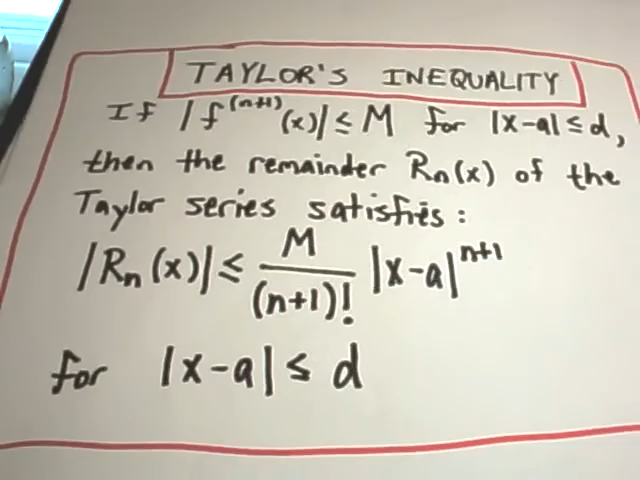 TAYLOR'S INEQUALITY
If |f^(n+1)(x)| ≤ M for |x-a| ≤ d,
then the remainder Rn(x) of the
Taylor series satisfies:
|Rn(x)| ≤ M/(n+1)! |x-a|^n+1
for |x-a| ≤ d